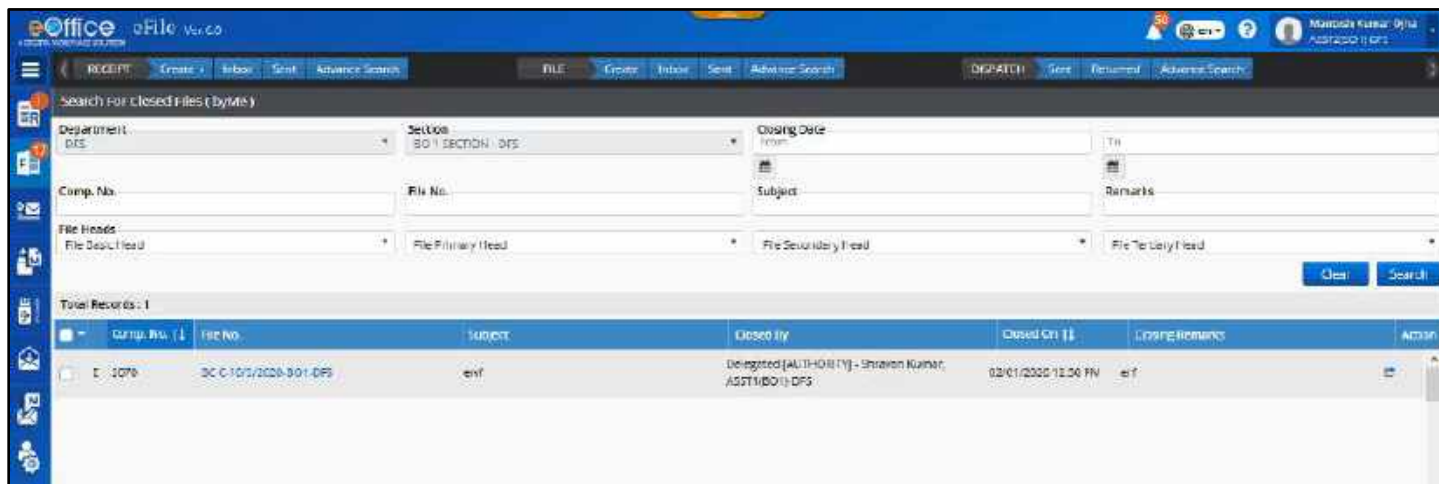 eOffice eFile
50
?
RECEIPT Create Inbox Sent Advance Search FILE Create Inbox Sent Advance Search DISPATCH Sent Returned Advance Search
Search For Closed Files ( byMe )
Department Section Closing Date
DFS BO 1 SECTION - DFS From To
Comp. No. File No. Subject Remarks
File Heads
File Basic Head File Primary Head File Secondary Head File Tertiary Head
Clear Search
Total Records : 1
Comp. No. File No. Subject Closed By Closed On Closing Remarks Action
E Delegated [AUTHORITY] - Shravan Kumar,
ASST1(BO1)-DFS